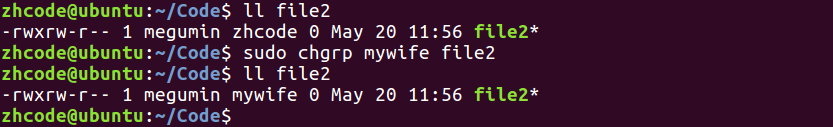 zhcode@ubuntu:~/Code$ ll file2
-rwxrw-r-- 1 megumin zhcode 0 May 20 11:56 file2*
zhcode@ubuntu:~/Code$ sudo chgrp mywife file2
zhcode@ubuntu:~/Code$ ll file2
-rwxrw-r-- 1 megumin mywife 0 May 20 11:56 file2*
zhcode@ubuntu:~/Code$